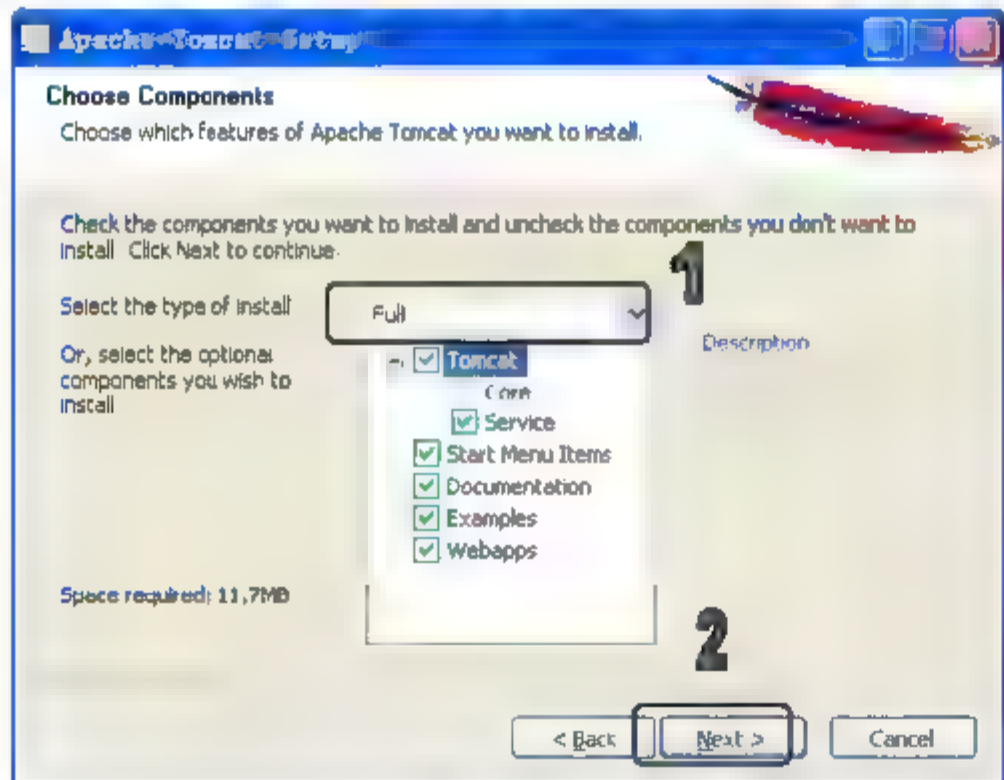 Apache Tomcat Setup
Choose Components
Choose which features of Apache Tomcat you want to install.
Check the components you want to install and uncheck the components you don't want to
install. Click Next to continue.
1
Select the type of install
Full
Description
Or, select the optional
components you wish to
install
Tomcat
Core
Service
Start Menu Items
Documentation
Examples
Webapps
Space required: 11,7MB
2
< Back
Next >
Cancel